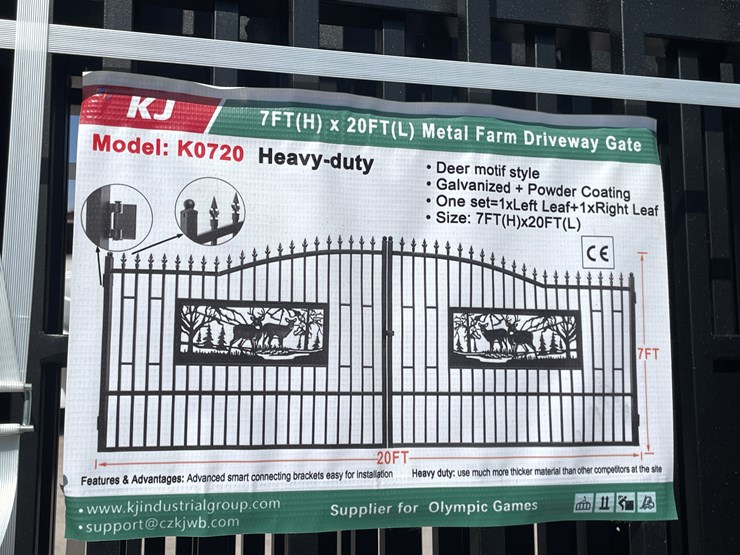 KJ
7FT(H) x 20FT(L) Metal Farm Driveway Gate
Model: K0720 Heavy-duty
• Deer motif style
• Galvanized + Powder Coating
• One set=1xLeft Leaf+1xRight Leaf
• Size: 7FT(H)x20FT(L)
CE
7FT
20FT
Features & Advantages: Advanced smart connecting brackets easy for installation Heavy duty: use much more thicker material than other competitors at the site
• www.kjindustrialgroup.com
• support@czkjwb.com
Supplier for Olympic Games